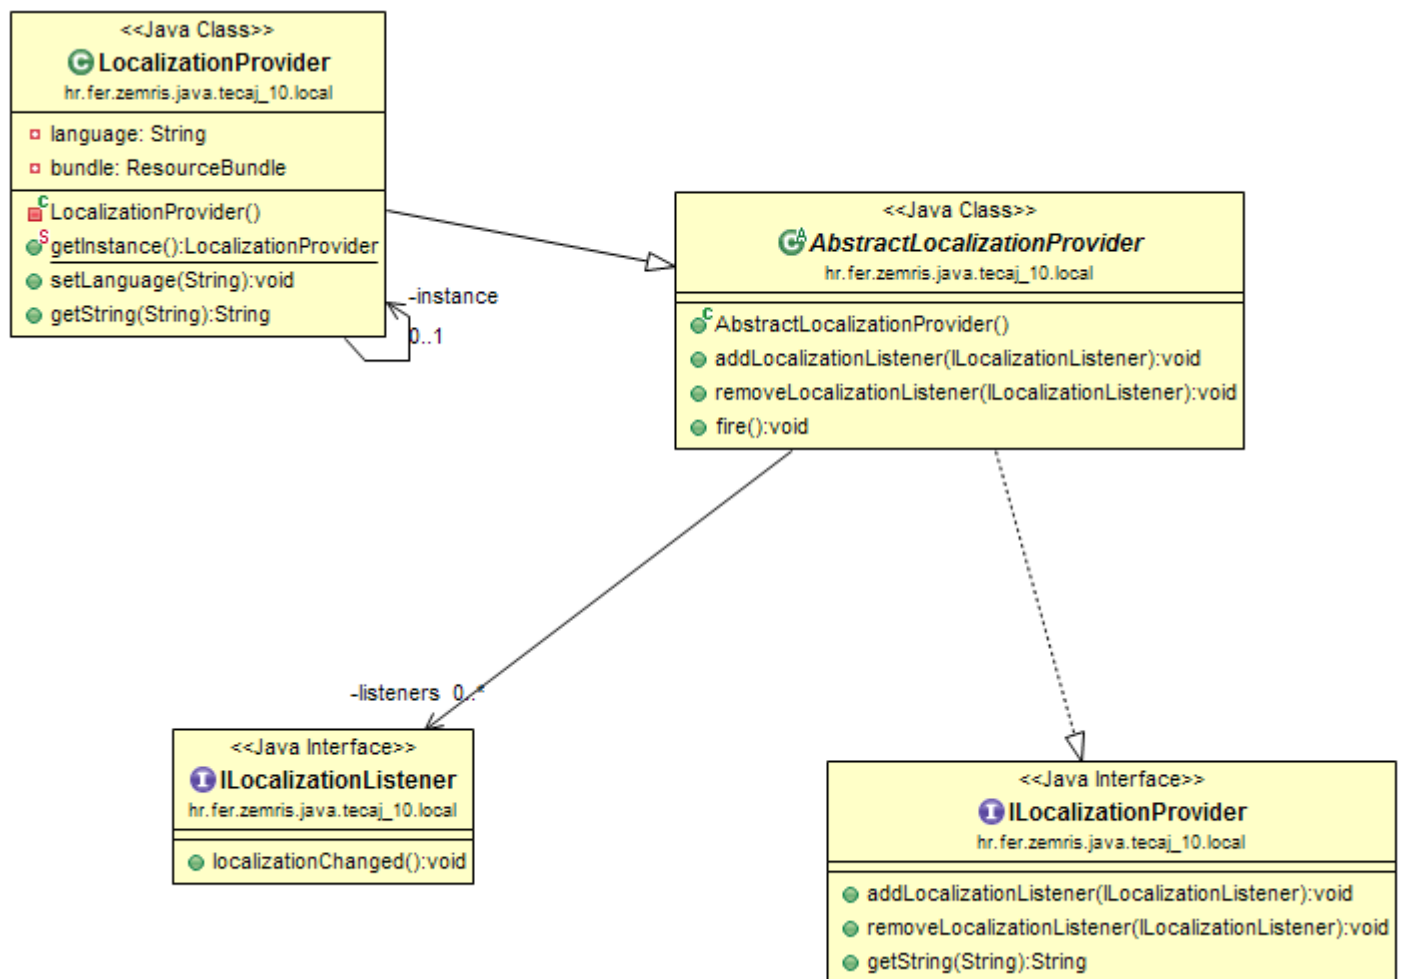 <<Java Class>>
LocalizationProvider
hr.fer.zemris.java.tecaj_10.local
language: String
bundle: ResourceBundle
LocalizationProvider()
getInstance():LocalizationProvider
setLanguage(String):void
getString(String):String
-instance
0..1
<<Java Class>>
AbstractLocalizationProvider
hr.fer.zemris.java.tecaj_10.local
AbstractLocalizationProvider()
addLocalizationListener(ILocalizationListener):void
removeLocalizationListener(ILocalizationListener):void
fire():void
-listeners 0..*
<<Java Interface>>
ILocalizationListener
hr.fer.zemris.java.tecaj_10.local
localizationChanged():void
<<Java Interface>>
ILocalizationProvider
hr.fer.zemris.java.tecaj_10.local
addLocalizationListener(ILocalizationListener):void
removeLocalizationListener(ILocalizationListener):void
getString(String):String